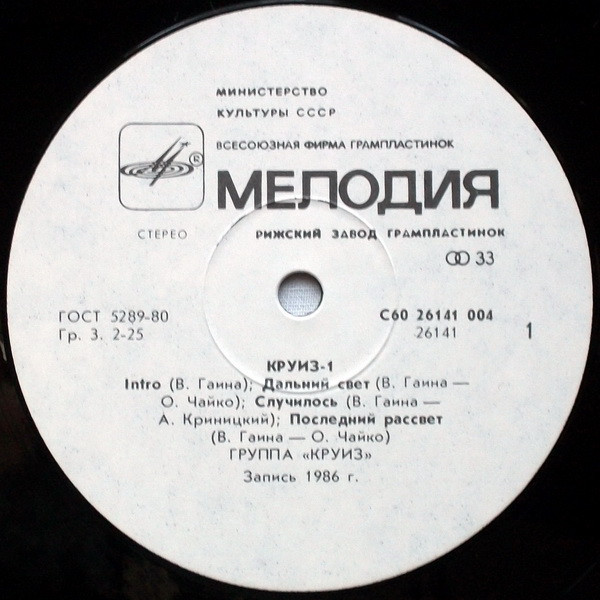 МИНИСТЕРСТВО
КУЛЬТУРЫ СССР
ВСЕСОЮЗНАЯ ФИРМА ГРАМПЛАСТИНОК
®
МЕЛОДИЯ
СТЕРЕО
РИЖСКИЙ ЗАВОД ГРАМПЛАСТИНОК
33
ГОСТ 5289-80
С60 26141 004
Гр. 3. 2-25
26141
1
КРУИЗ-1
Intro (В. Гаина); Дальний свет (В. Гаина —
О. Чайко); Случилось (В. Гаина —
А. Криницкий); Последний рассвет
(В. Гаина — О. Чайко)
ГРУППА «КРУИЗ»
Запись 1986 г.